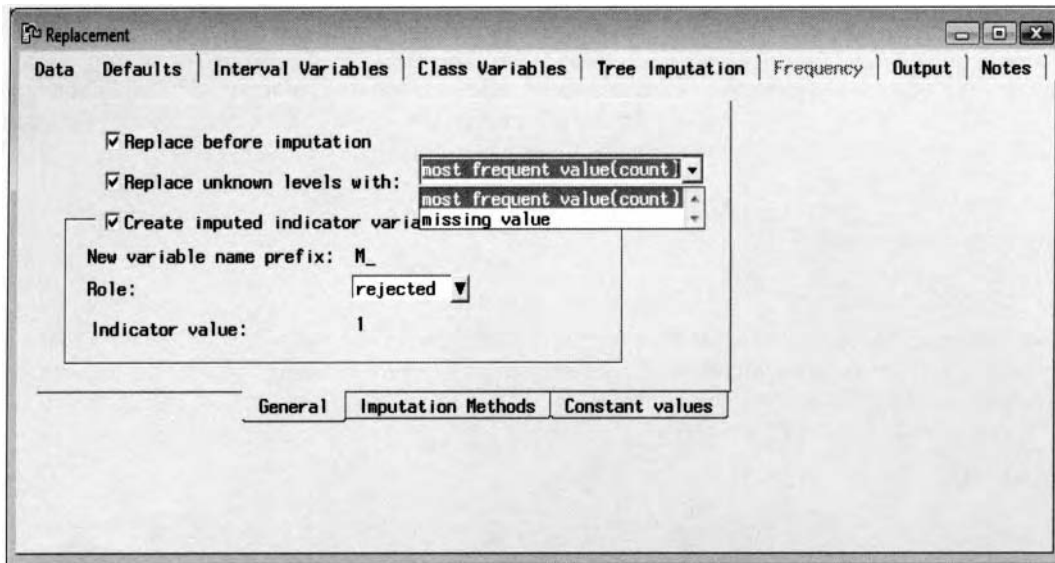 Replacement
Data Defaults Interval Variables Class Variables Tree Imputation Frequency Output Notes
Replace before imputation
Replace unknown levels with: most frequent value(count)
most frequent value(count)
missing value
Create imputed indicator varia
New variable name prefix: M_
Role: rejected
Indicator value: 1
General Imputation Methods Constant values